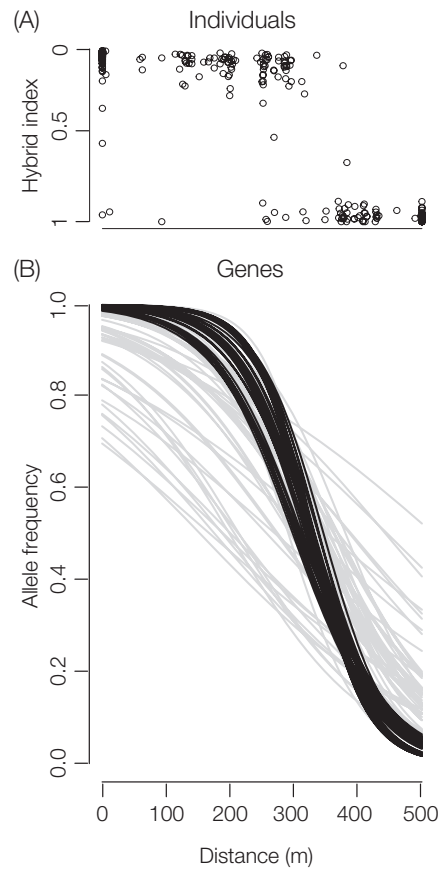 (A)
Individuals
0
0.5
1
Hybrid index
(B)
Genes
1.0
0.8
0.6
0.4
0.2
0.0
Allele frequency
0 100 200 300 400 500
Distance (m)